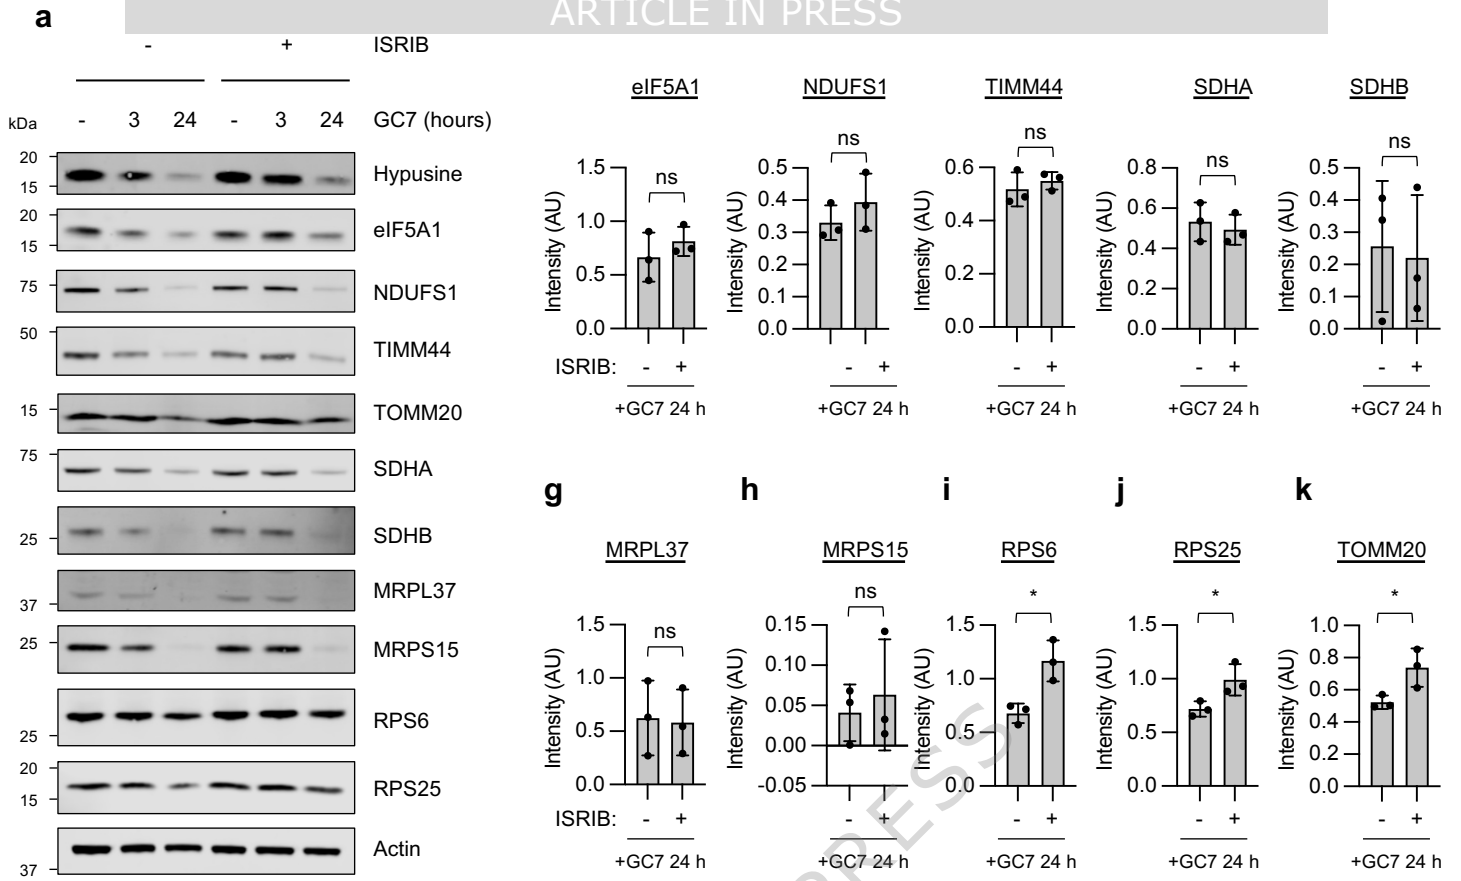 ARTICLE IN PRESS
a
- + ISRIB
kDa - 3 24 - 3 24 GC7 (hours)
20
15
Hypusine
20
15
eIF5A1
75
NDUFS1
50
TIMM44
15
TOMM20
75
SDHA
25
SDHB
37
MRPL37
25
MRPS15
25
RPS6
20
15
RPS25
37
Actin
eIF5A1
ns
Intensity (AU)
1.5
1.0
0.5
0.0
ISRIB: - +
+GC7 24 h
NDUFS1
ns
Intensity (AU)
0.5
0.4
0.3
0.2
0.1
0.0
- +
+GC7 24 h
TIMM44
ns
Intensity (AU)
0.6
0.4
0.2
0.0
- +
+GC7 24 h
SDHA
ns
Intensity (AU)
0.8
0.6
0.4
0.2
0.0
- +
+GC7 24 h
SDHB
ns
Intensity (AU)
0.5
0.4
0.3
0.2
0.1
0.0
- +
+GC7 24 h
g
MRPL37
ns
Intensity (AU)
1.5
1.0
0.5
0.0
ISRIB: - +
+GC7 24 h
h
MRPS15
ns
Intensity (AU)
0.15
0.10
0.05
0.00
-0.05
- +
+GC7 24 h
i
RPS6
*
Intensity (AU)
1.5
1.0
0.5
0.0
- +
+GC7 24 h
j
RPS25
*
Intensity (AU)
1.5
1.0
0.5
0.0
- +
+GC7 24 h
k
TOMM20
*
Intensity (AU)
1.0
0.8
0.6
0.4
0.2
0.0
- +
+GC7 24 h
PRESS